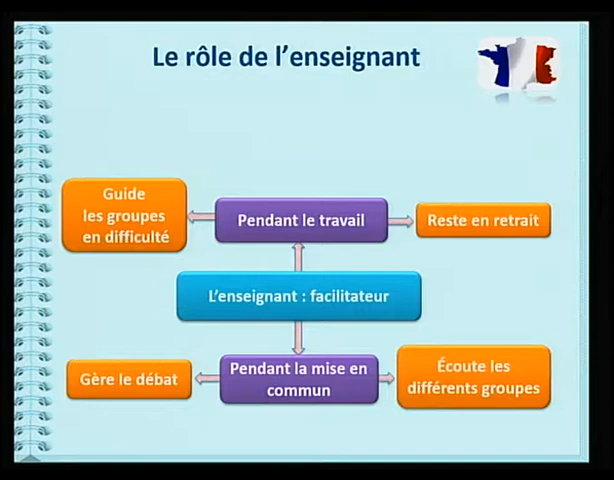 Le rôle de l'enseignant
Guide
les groupes
en difficulté
Pendant le travail
Reste en retrait
L'enseignant : facilitateur
Gère le débat
Pendant la mise en
commun
Écoute les
différents groupes